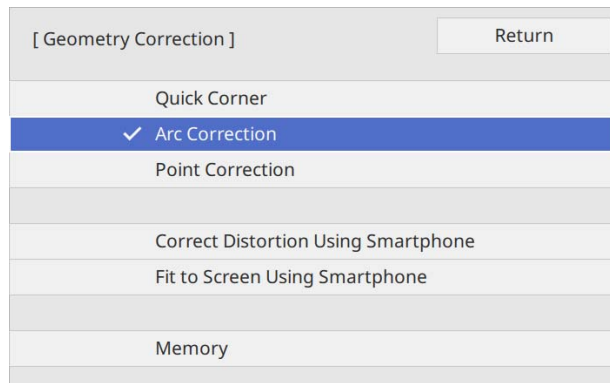 [ Geometry Correction ]
Return
Quick Corner
Arc Correction
Point Correction
Correct Distortion Using Smartphone
Fit to Screen Using Smartphone
Memory